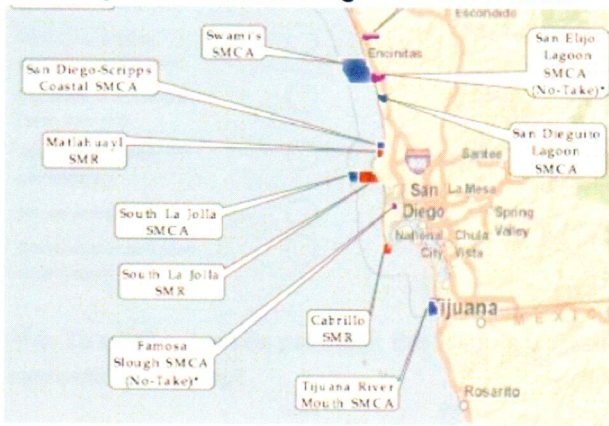 Escondido
Swami's
SMCA
Encinitas
San Elijo
Lagoon
SMCA
(No-Take)*
San Diego-Scripps
Coastal SMCA
San Dieguito
Lagoon
SMCA
Matlahuayl
SMR
Santee
San
Diego
La Mesa
South La Jolla
SMCA
Spring
Valley
National
City
Chula
Vista
South La Jolla
SMR
Cabrillo
SMR
Tijuana
MEXICO
Famosa
Slough SMCA
(No-Take)*
Tijuana River
Mouth SMCA
Rosarito